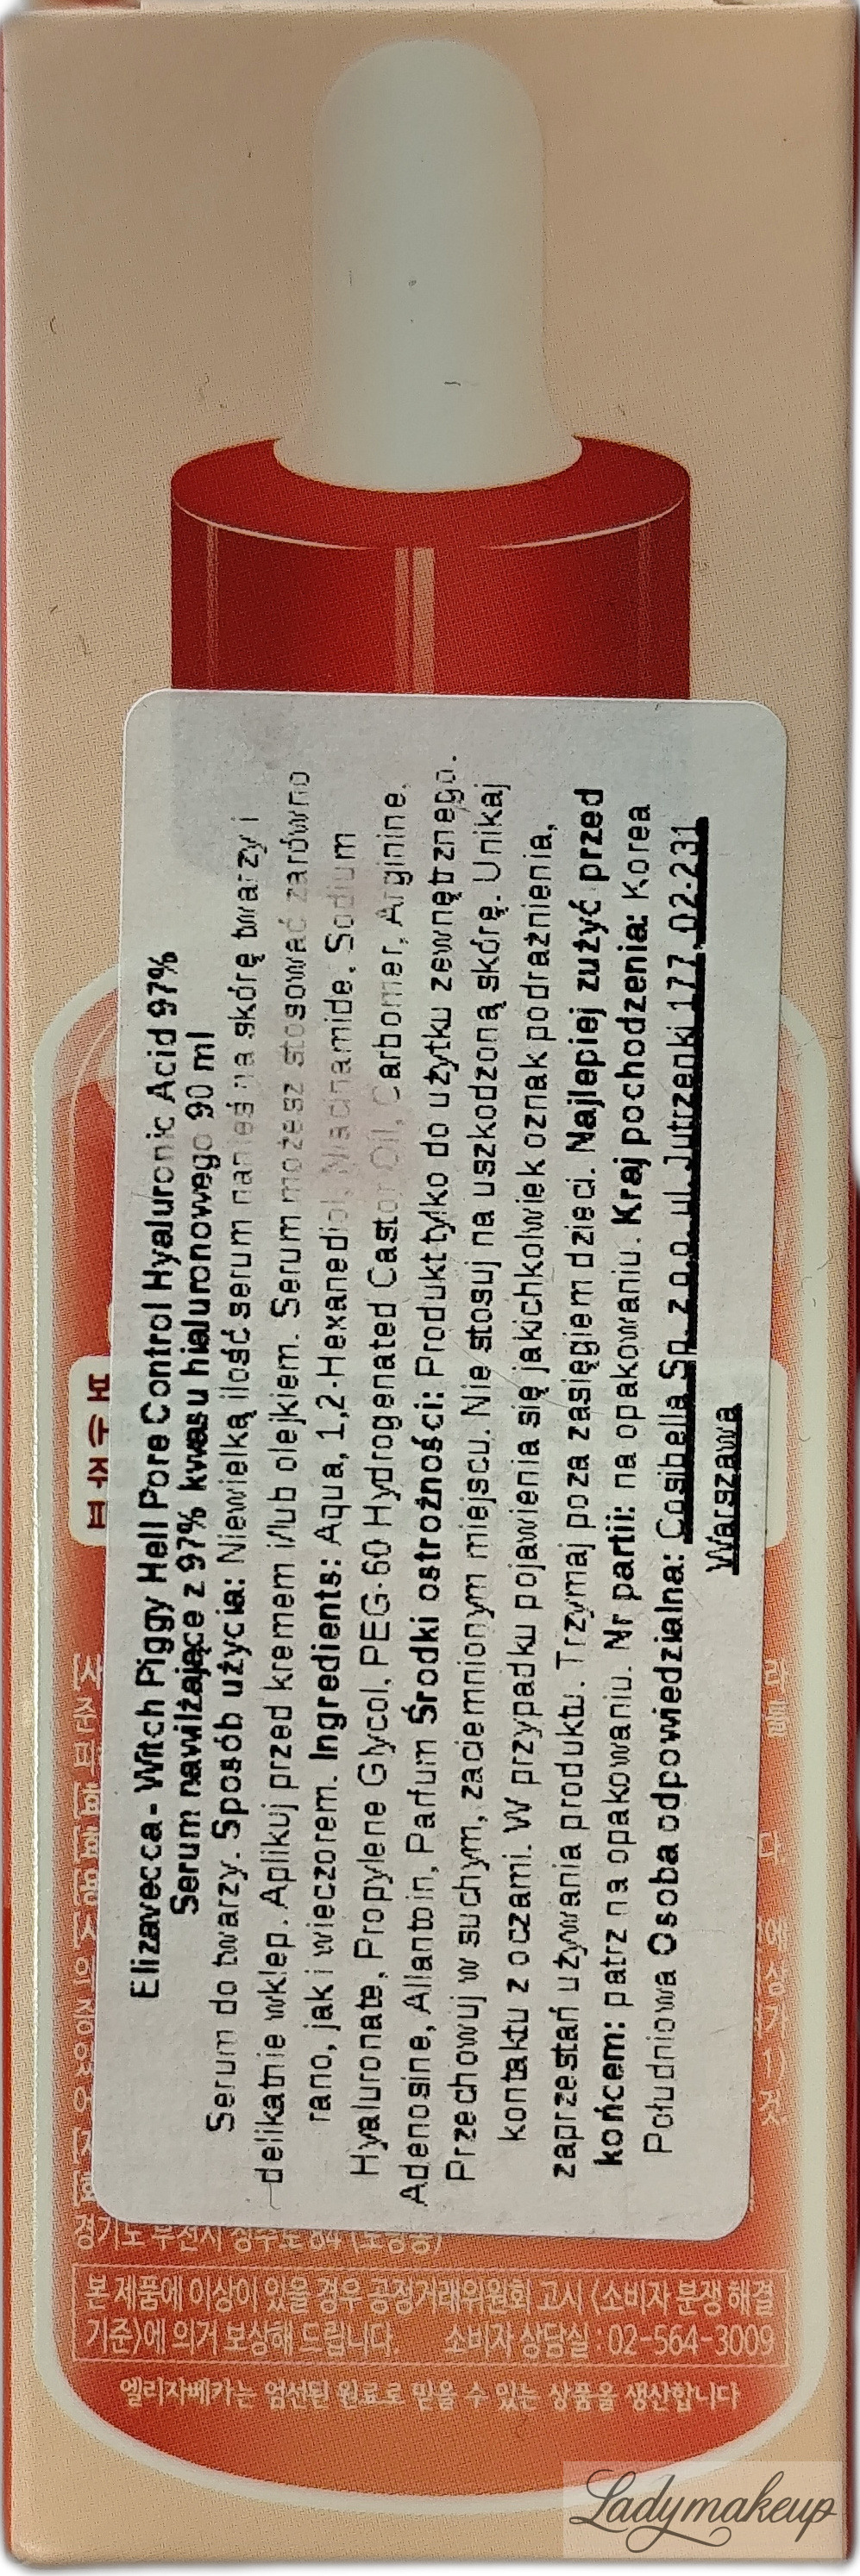 Elizavecca - Witch Piggy Hell Pore Control Hyaluronic Acid 97%
Serum nawilżające z 97% kwasu hialuronowego 90 ml
Serum do twarzy. Sposób użycia: Niewielką ilość serum nanieś na skórę twarzy i
delikatnie wklep. Aplikuj przed kremem i/lub olejkiem. Serum możesz stosować zarówno
rano, jak i wieczorem. Ingredients: Aqua, 1,2-Hexanediol, Niacinamide, Sodium
Hyaluronate, Propylene Glycol, PEG-60 Hydrogenated Castor Oil, Carbomer, Arginine,
Adenosine, Allantoin, Parfum Środki ostrożności: Produkt tylko do użytku zewnętrznego.
Przechowuj w suchym, zaciemnionym miejscu. Nie stosuj na uszkodzoną skórę. Unikaj
kontaktu z oczami. W przypadku pojawienia się jakichkolwiek oznak podrażnienia,
zaprzestań używania produktu. Trzymaj poza zasięgiem dzieci. Najlepiej zużyć przed
końcem: patrz na opakowaniu. Nr partii: na opakowaniu. Kraj pochodzenia: Korea
Południowa Osoba odpowiedzialna: Cosibella Sp. z o.o. ul. Jutrzenki 177, 02-231
Warszawa
본 제품에 이상이 있을 경우 공정거래위원회 고시 (소비자 분쟁 해결
기준)에 의거 보상해 드립니다. 소비자 상담실 : 02-564-3009
엘리자베카는 엄선된 원료로 믿을 수 있는 상품을 생산합니다
Ladymakeup